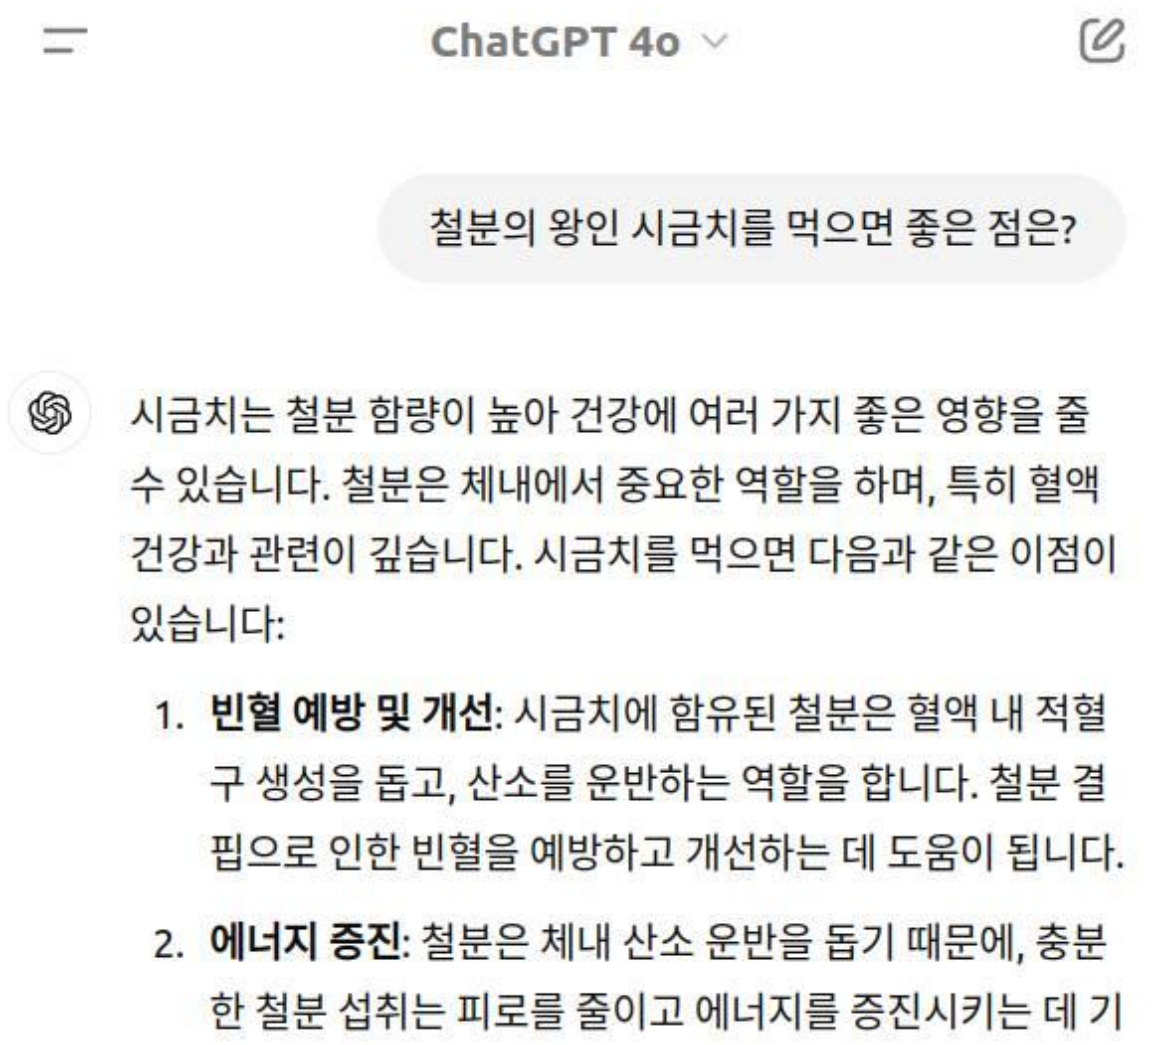 ChatGPT 4o
철분의 왕인 시금치를 먹으면 좋은 점은?
시금치는 철분 함량이 높아 건강에 여러 가지 좋은 영향을 줄
수 있습니다. 철분은 체내에서 중요한 역할을 하며, 특히 혈액
건강과 관련이 깊습니다. 시금치를 먹으면 다음과 같은 이점이
있습니다:
1. 빈혈 예방 및 개선: 시금치에 함유된 철분은 혈액 내 적혈
구 생성을 돕고, 산소를 운반하는 역할을 합니다. 철분 결
핍으로 인한 빈혈을 예방하고 개선하는 데 도움이 됩니다.
2. 에너지 증진: 철분은 체내 산소 운반을 돕기 때문에, 충분
한 철분 섭취는 피로를 줄이고 에너지를 증진시키는 데 기